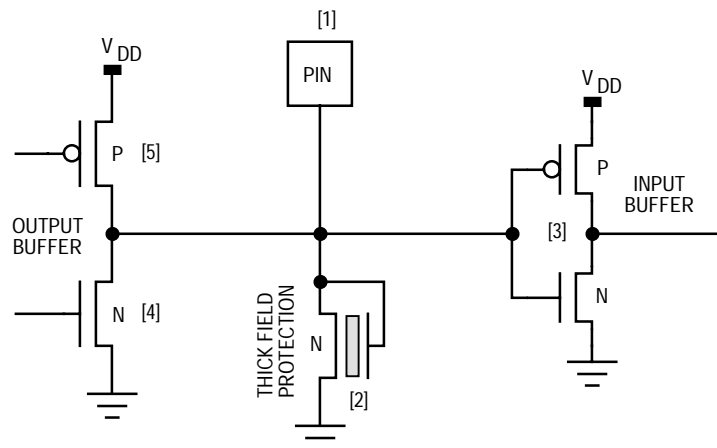 [1]
V DD
PIN
V DD
P [5]
P
OUTPUT
BUFFER
INPUT
BUFFER
[3]
N [4]
THICK FIELD
PROTECTION
N
N
[2]